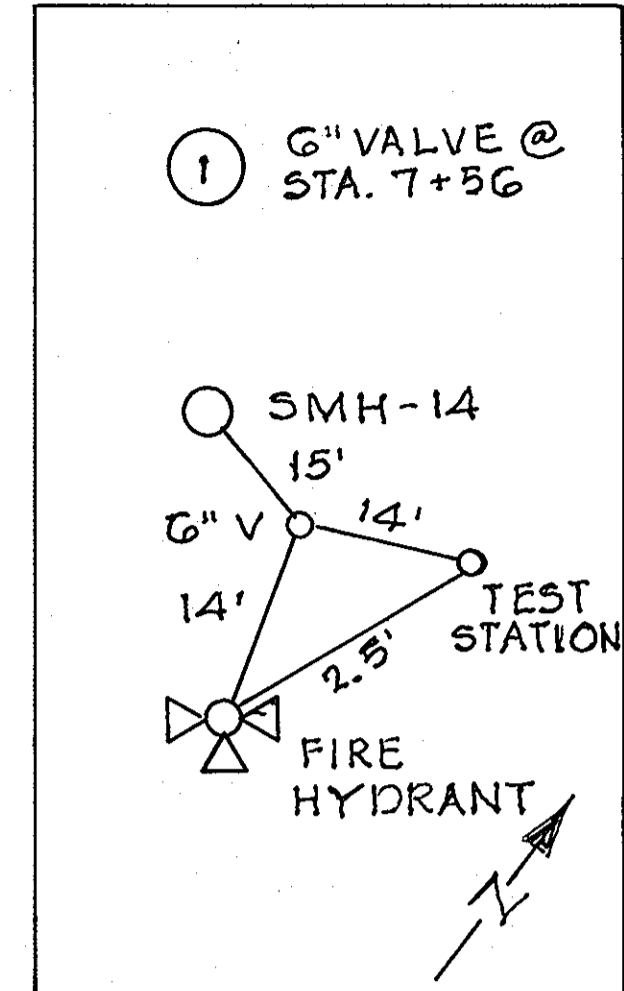 1
6" VALVE @
STA. 7+56
SMH-14
15'
6" V
14'
14'
TEST
STATION
2.5'
FIRE
HYDRANT
N